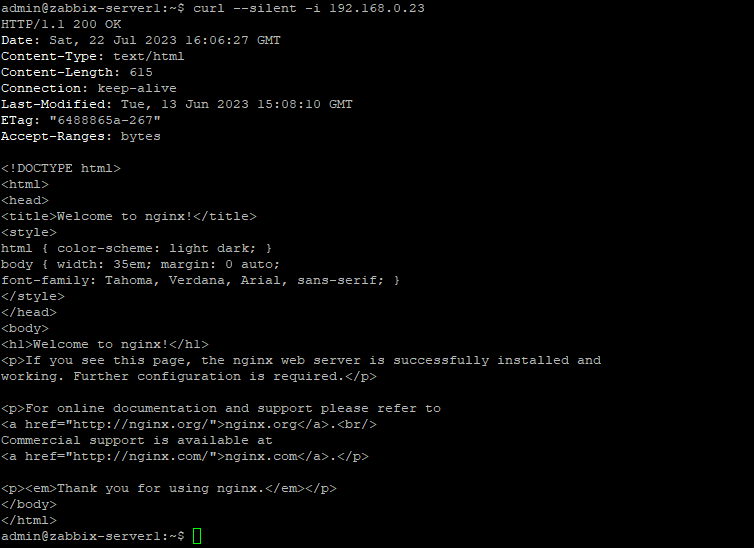 admin@zabbix-server1:~$ curl --silent -i 192.168.0.23
HTTP/1.1 200 OK
Date: Sat, 22 Jul 2023 16:06:27 GMT
Content-Type: text/html
Content-Length: 615
Connection: keep-alive
Last-Modified: Tue, 13 Jun 2023 15:08:10 GMT
ETag: "6488865a-267"
Accept-Ranges: bytes

<!DOCTYPE html>
<html>
<head>
<title>Welcome to nginx!</title>
<style>
html { color-scheme: light dark; }
body { width: 35em; margin: 0 auto;
font-family: Tahoma, Verdana, Arial, sans-serif; }
</style>
</head>
<body>
<h1>Welcome to nginx!</h1>
<p>If you see this page, the nginx web server is successfully installed and
working. Further configuration is required.</p>

<p>For online documentation and support please refer to
<a href="http://nginx.org/">nginx.org</a>.<br/>
Commercial support is available at
<a href="http://nginx.com/">nginx.com</a>.</p>

<p><em>Thank you for using nginx.</em></p>
</body>
</html>
admin@zabbix-server1:~$